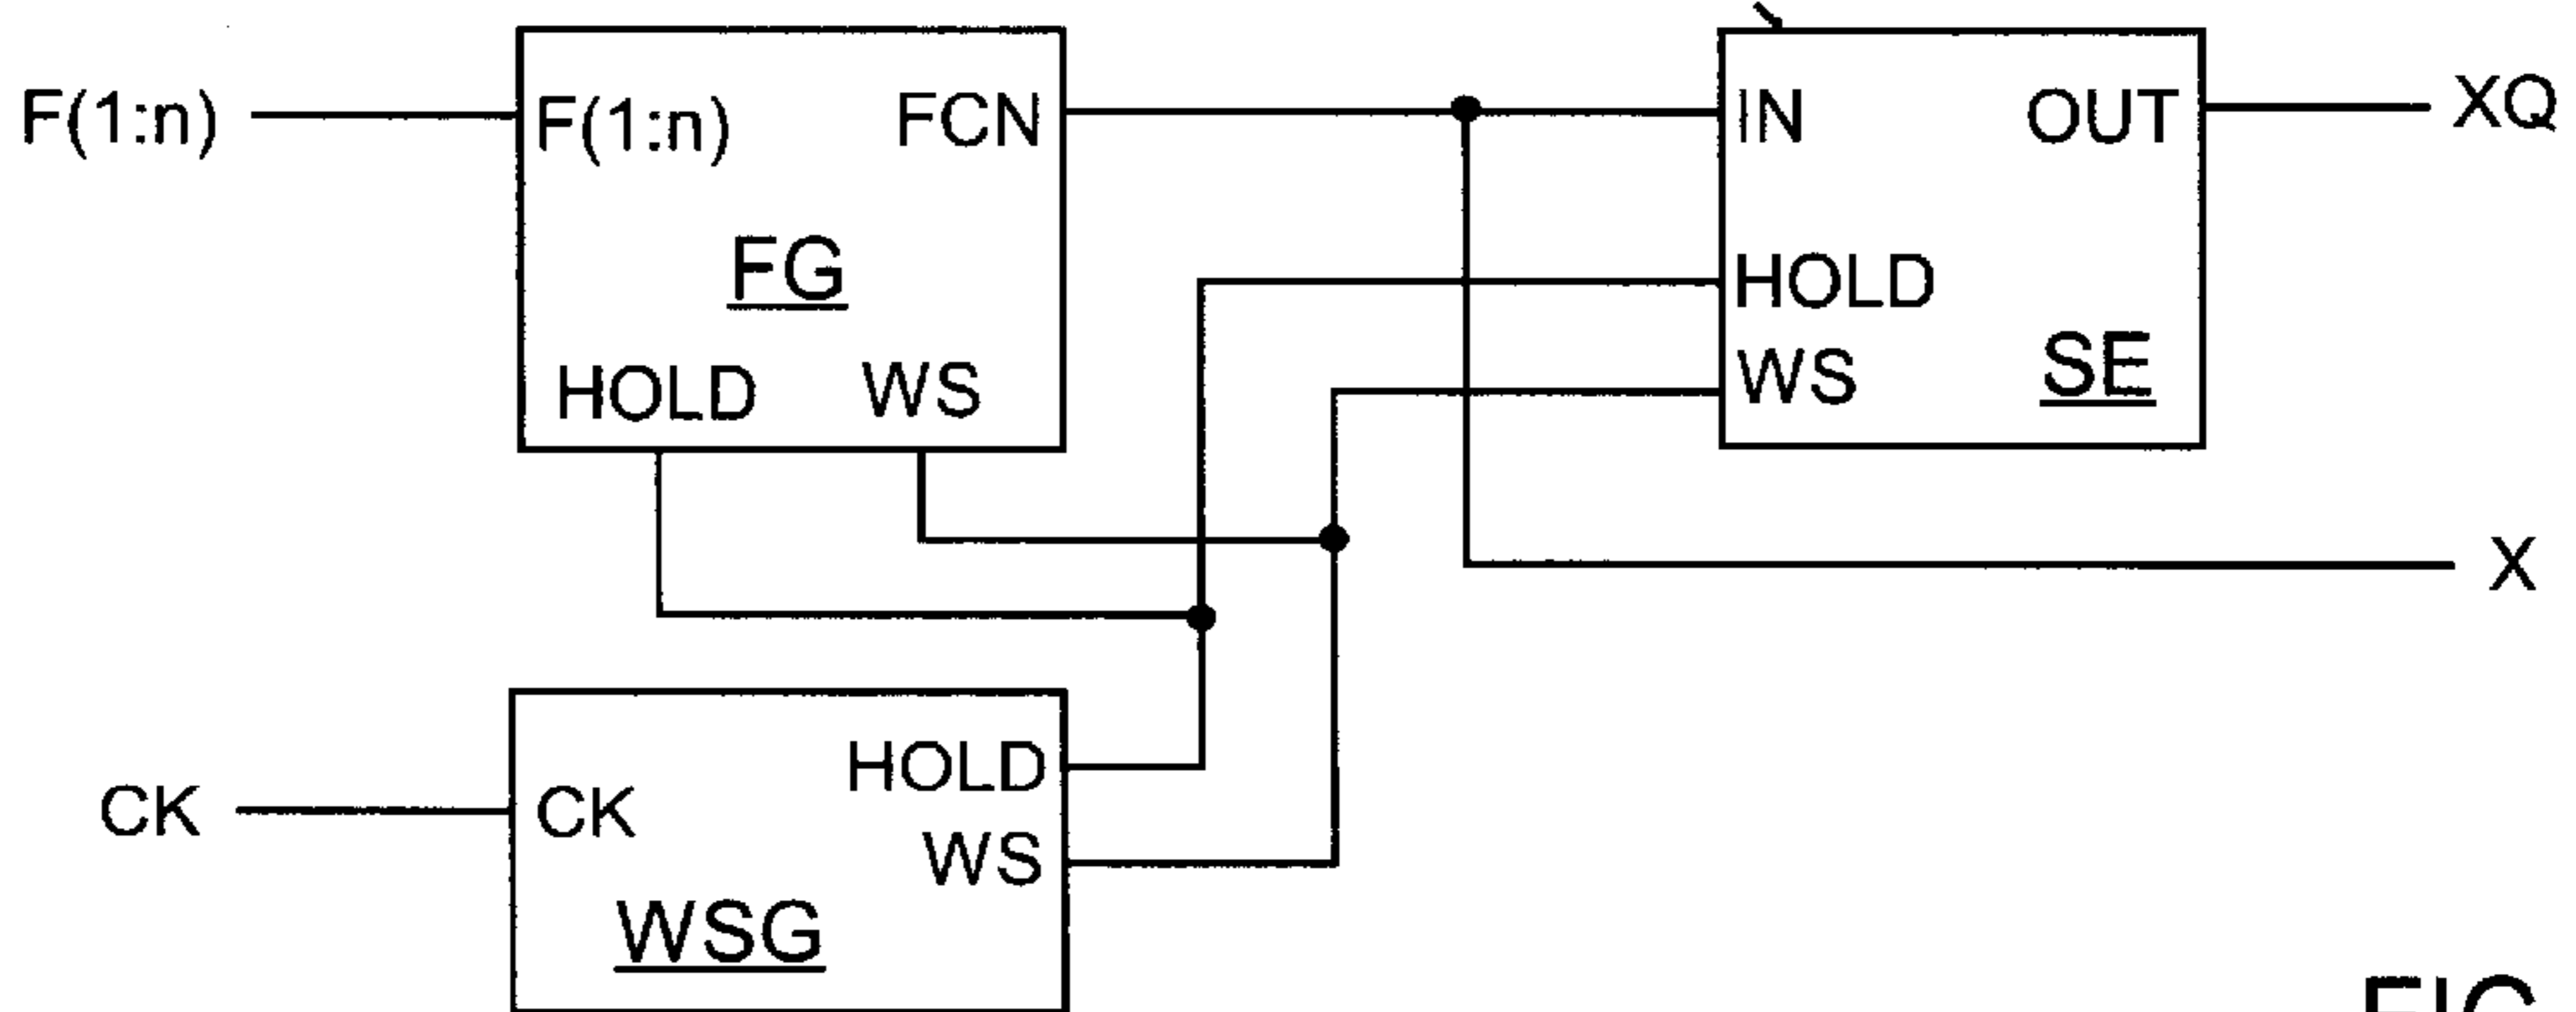 F(1:n)
F(1:n)
FCN
FG
HOLD
WS
IN
OUT
HOLD
WS
SE
XQ
X
CK
CK
HOLD
WS
WSG